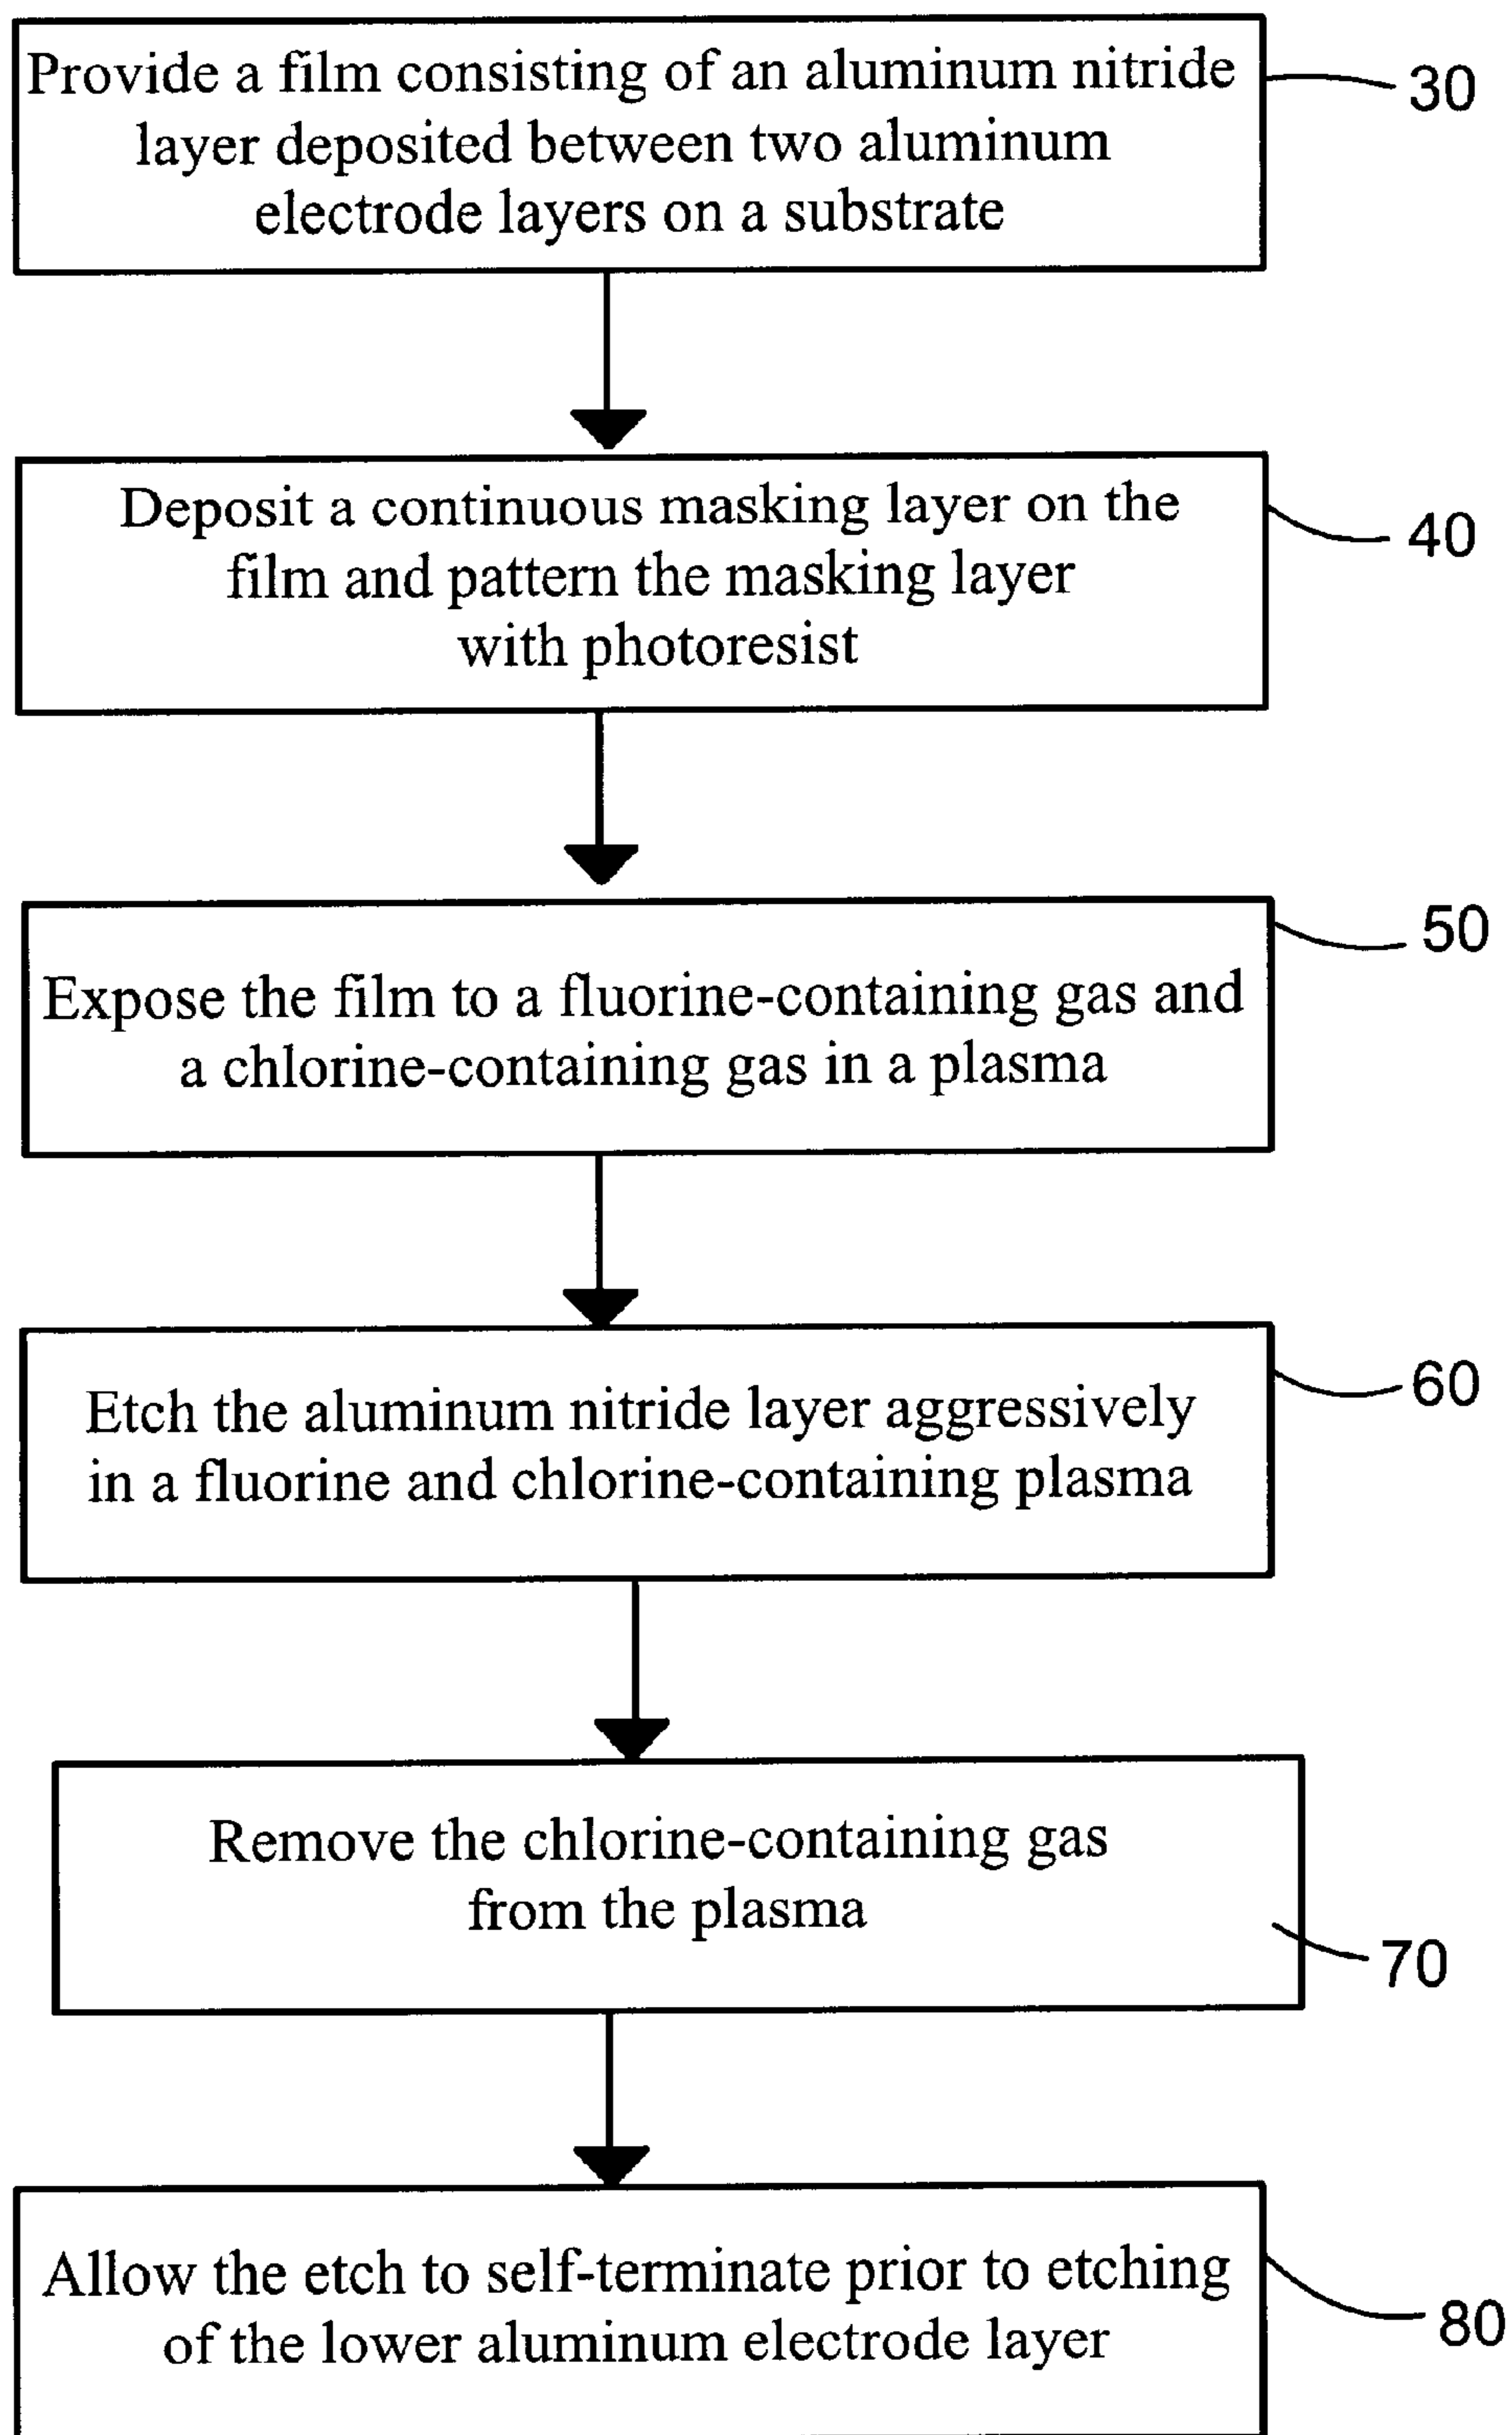 Provide a film consisting of an aluminum nitride
layer deposited between two aluminum
electrode layers on a substrate
30
Deposit a continuous masking layer on the
film and pattern the masking layer
with photoresist
40
Expose the film to a fluorine-containing gas and
a chlorine-containing gas in a plasma
50
Etch the aluminum nitride layer aggressively
in a fluorine and chlorine-containing plasma
60
Remove the chlorine-containing gas
from the plasma
70
Allow the etch to self-terminate prior to etching
of the lower aluminum electrode layer
80